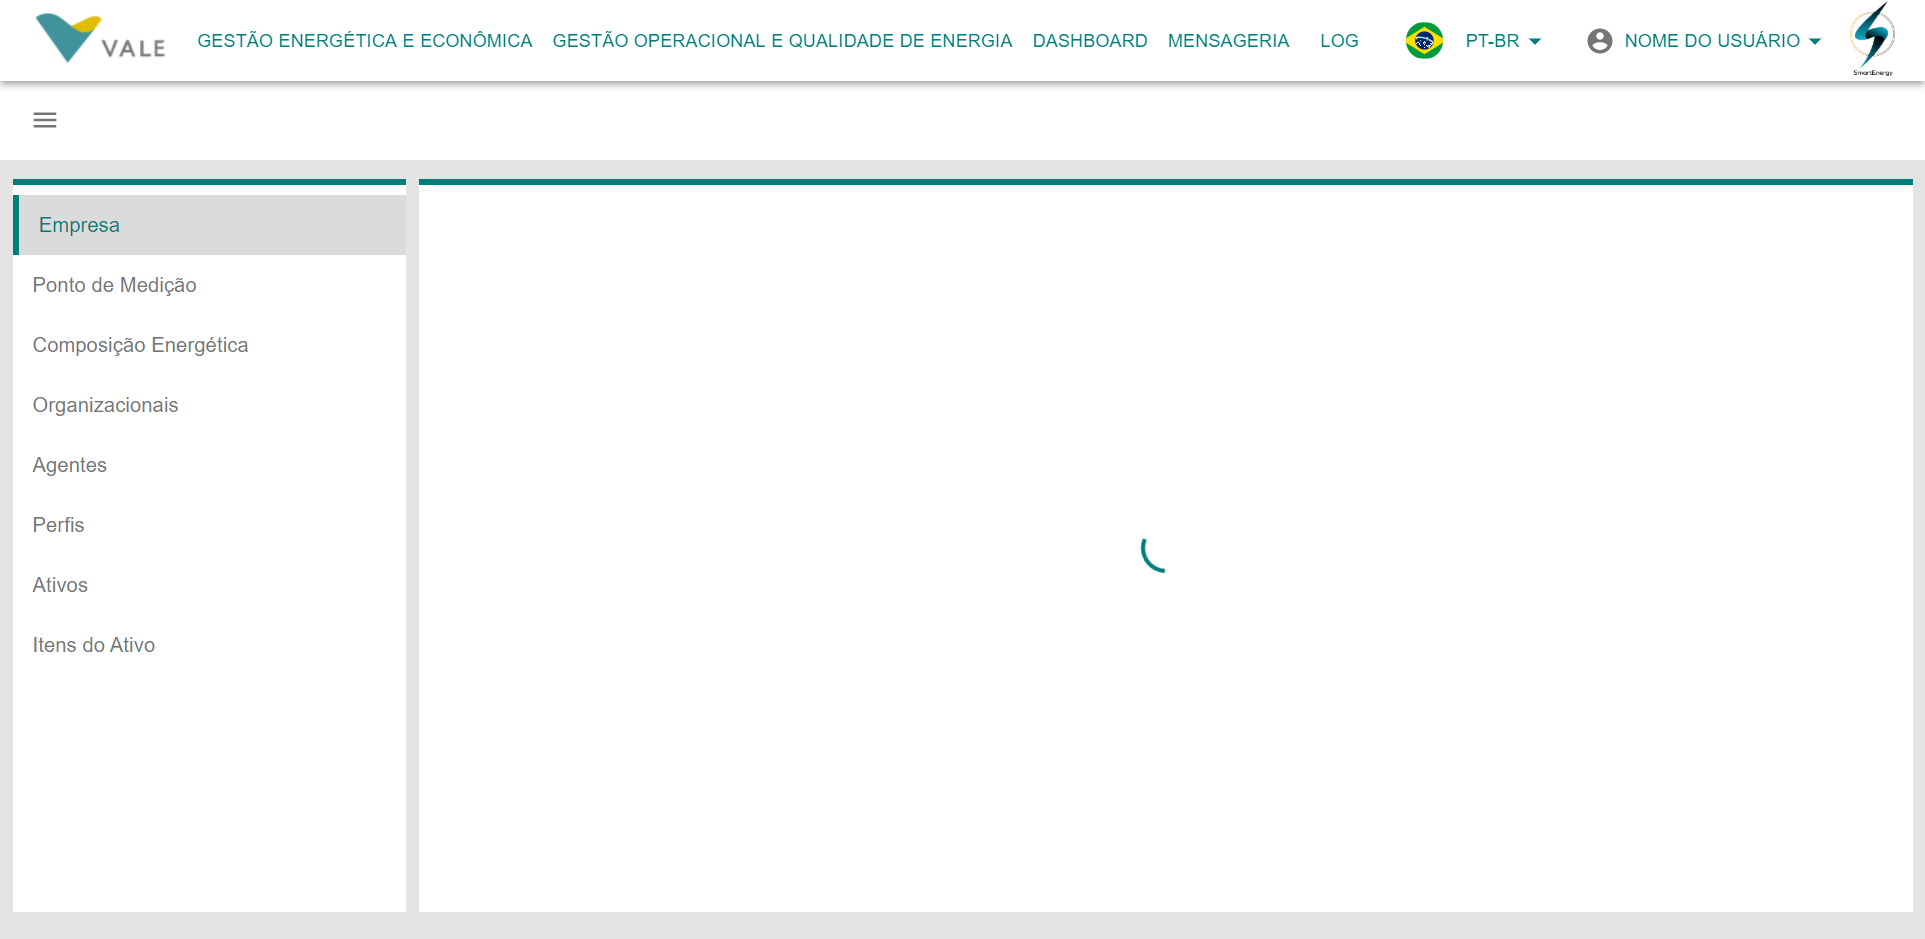 VALE
GESTÃO ENERGÉTICA E ECONÔMICA GESTÃO OPERACIONAL E QUALIDADE DE ENERGIA DASHBOARD MENSAGERIA LOG PT-BR NOME DO USUÁRIO
SmartEnergy
Empresa
Ponto de Medição
Composição Energética
Organizacionais
Agentes
Perfis
Ativos
Itens do Ativo